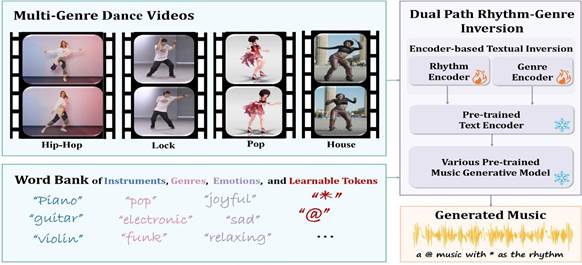 Multi-Genre Dance Videos
Hip-Hop
Lock
Pop
House
Word Bank of Instruments, Genres, Emotions, and Learnable Tokens
"Piano" "pop" "joyful" "*"
"guitar" "electronic" "sad" "@"
"violin" "funk" "relaxing" ...
Dual Path Rhythm-Genre
Inversion
Encoder-based Textual Inversion
Rhythm
Encoder
Genre
Encoder
Pre-trained
Text Encoder
Various Pre-trained
Music Generative Model
Generated Music
a @ music with * as the rhythm